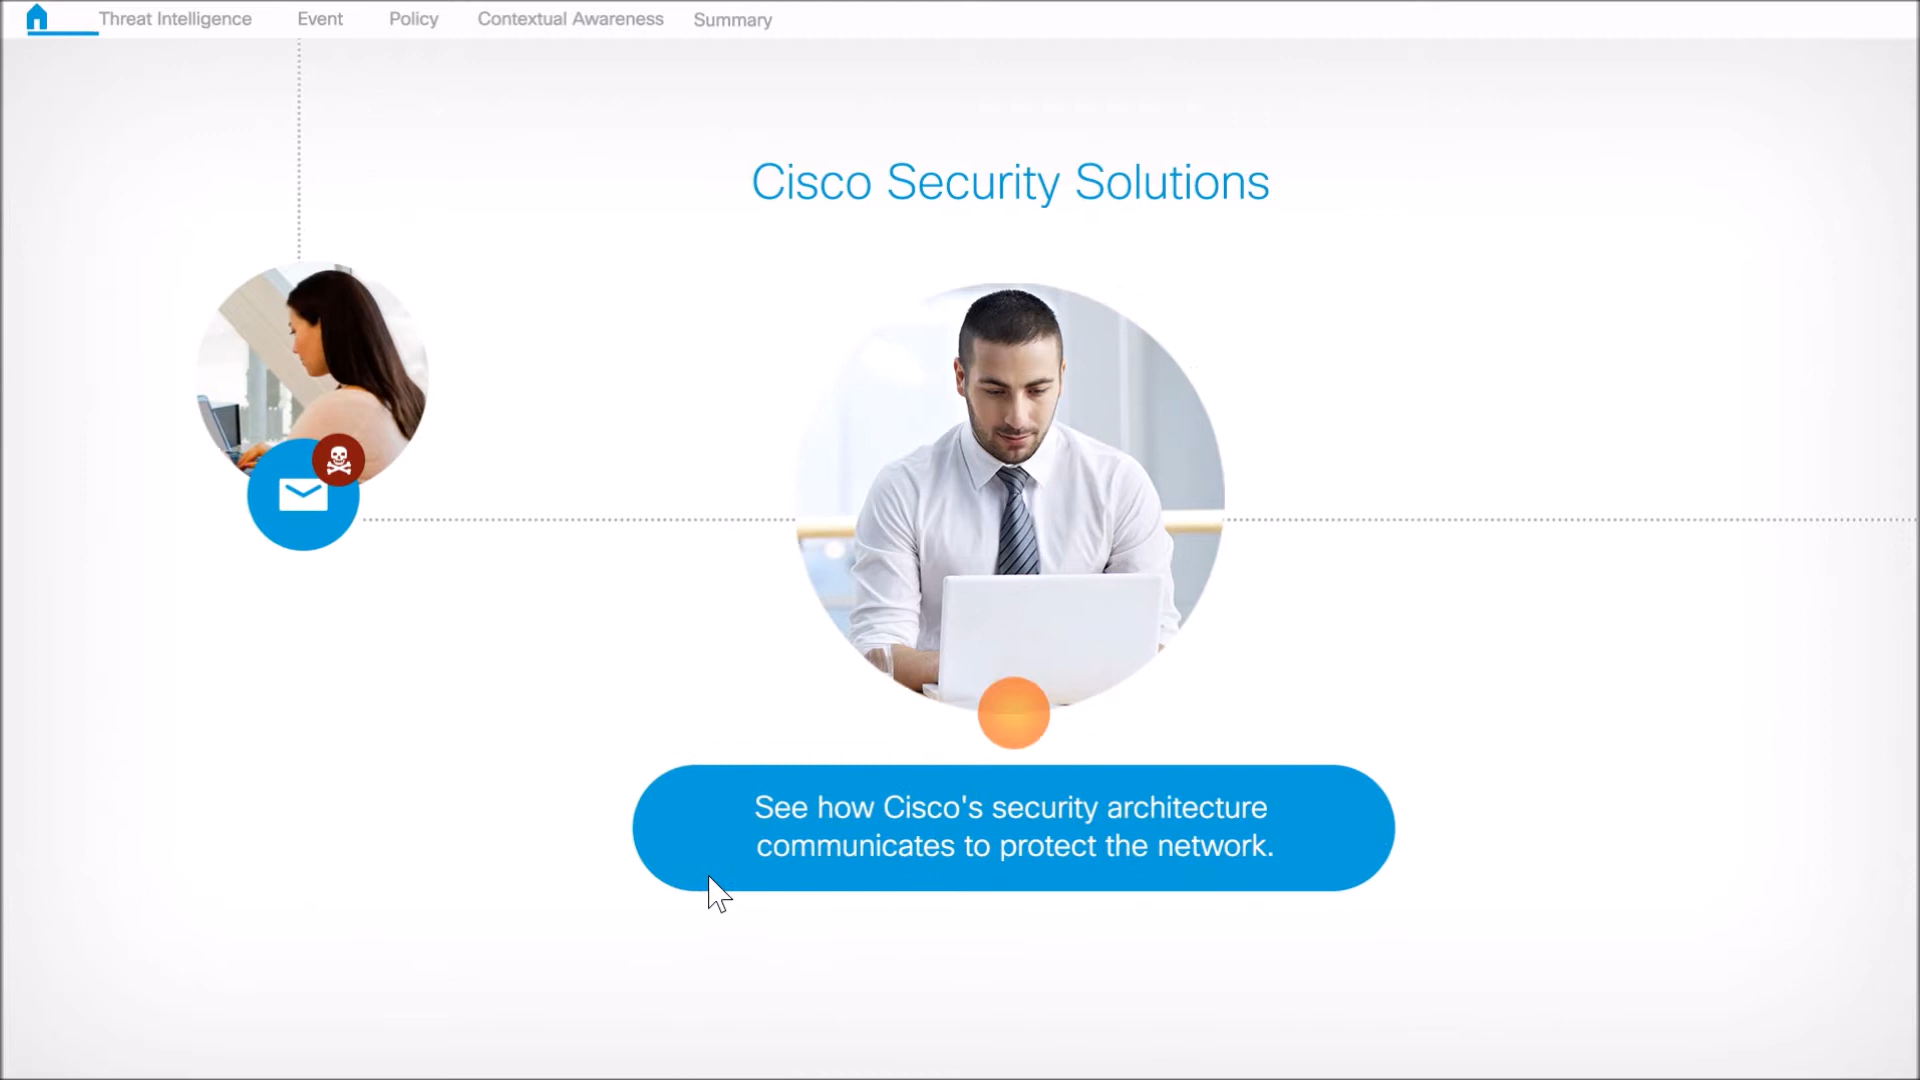 Threat Intelligence
Event
Policy
Contextual Awareness
Summary
Cisco Security Solutions
See how Cisco's security architecture
communicates to protect the network.